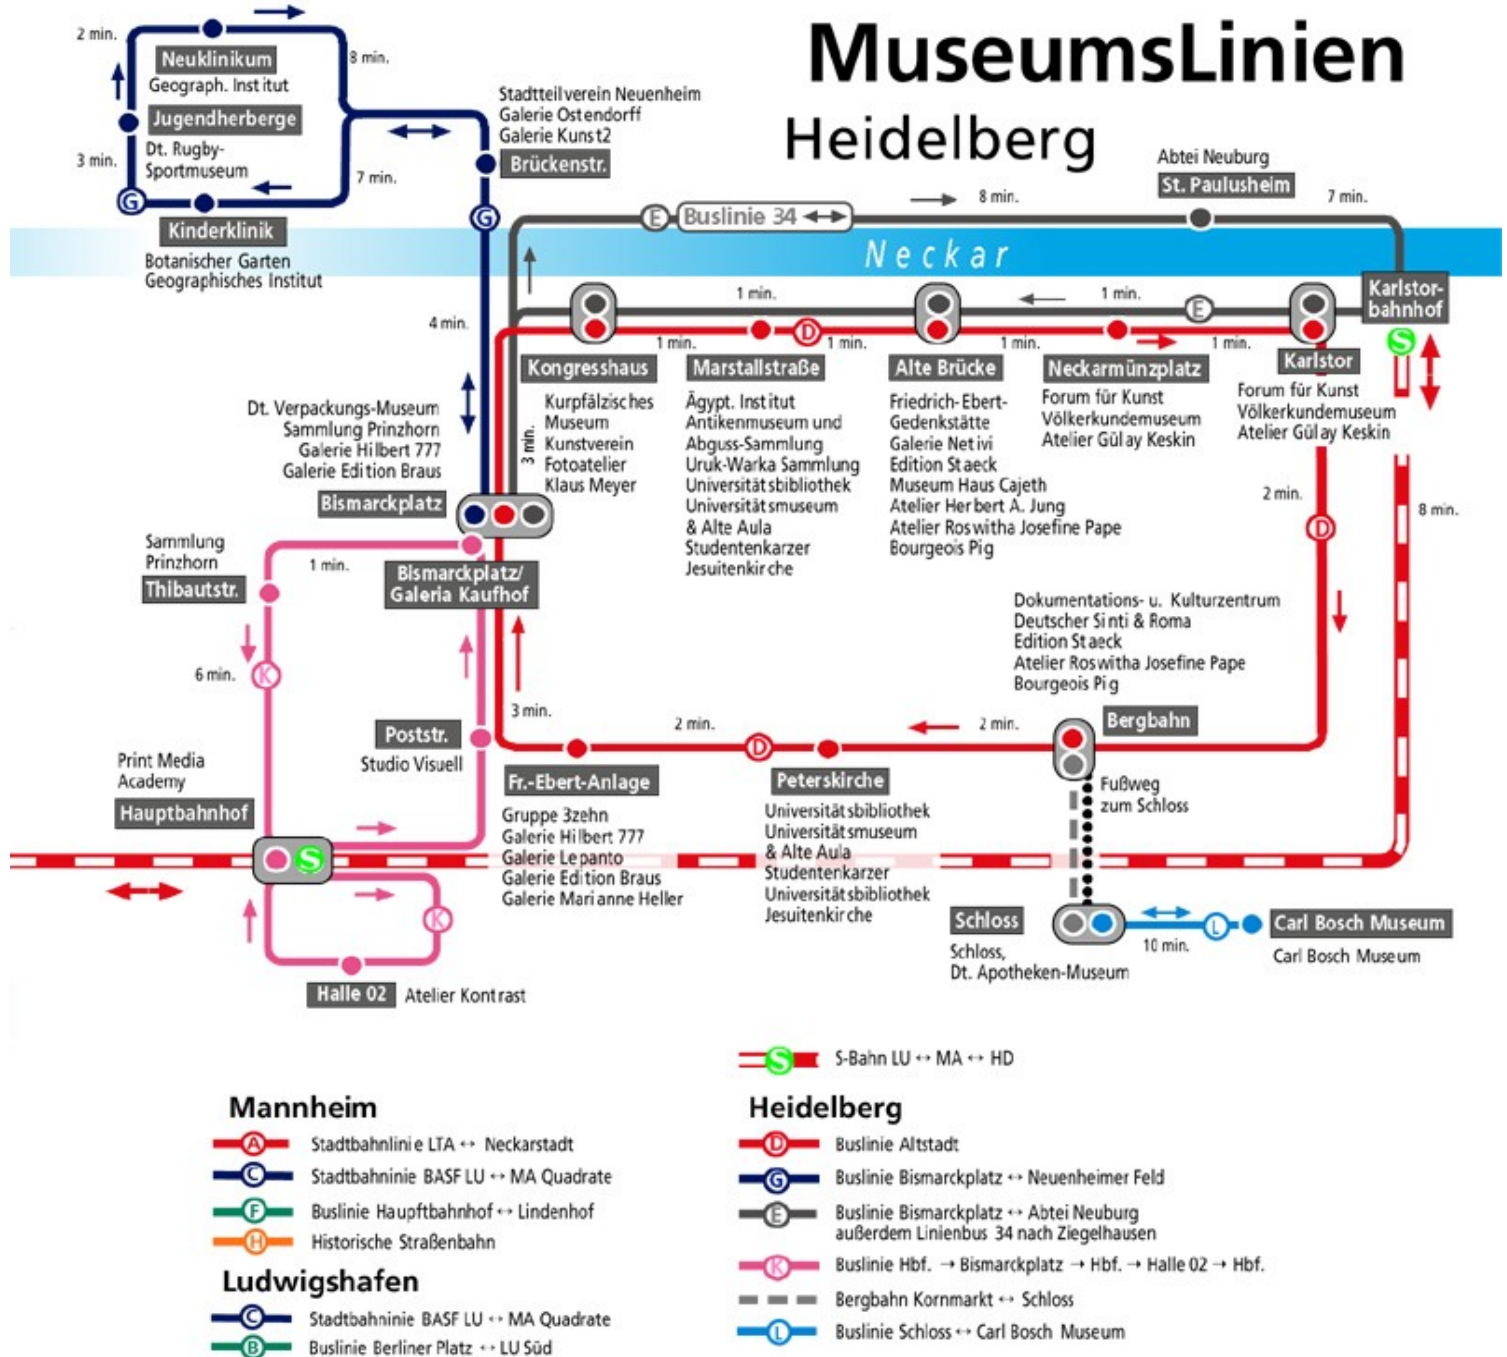 MuseumsLinien
Heidelberg
2 min.
Neuklinikum
Geograph. Institut
8 min.
Jugendherberge
Dt. Rugby-
Sportmuseum
3 min.
7 min.
G
Kinderklinik
Botanischer Garten
Geographisches Institut
Stadtteilverein Neuenheim
Galerie Ostendorff
Galerie Kunst2
Brückenstr.
G
4 min.
E
Buslinie 34 ↔
8 min.
Abtei Neuburg
St. Paulusheim
7 min.
Neckar
Karlstor-
bahnhof
S
1 min.
1 min.
E
D
1 min.
1 min.
1 min.
1 min.
Kongresshaus
Kurpfälzisches
Museum
Kunstverein
Fotoatelier
Klaus Meyer
3 min.
Marstallstraße
Ägypt. Institut
Antikenmuseum und
Abguss-Sammlung
Uruk-Warka Sammlung
Universitätsbibliothek
Universitätsmuseum
& Alte Aula
Studentenkarzer
Jesuitenkirche
Alte Brücke
Friedrich-Ebert-
Gedenkstätte
Galerie Netivi
Edition Staeck
Museum Haus Cajeth
Atelier Herbert A. Jung
Atelier Roswitha Josefine Pape
Bourgeois Pig
Neckarmünzplatz
Forum für Kunst
Völkerkundemuseum
Atelier Gülay Keskin
Karlstor
Forum für Kunst
Völkerkundemuseum
Atelier Gülay Keskin
2 min.
D
8 min.
Dt. Verpackungs-Museum
Sammlung Prinzhorn
Galerie Hilbert 777
Galerie Edition Braus
Bismarckplatz
Bismarckplatz/
Galeria Kaufhof
Sammlung
Prinzhorn
Thibautstr.
1 min.
6 min.
K
Dokumentations- u. Kulturzentrum
Deutscher Sinti & Roma
Edition Staeck
Atelier Roswitha Josefine Pape
Bourgeois Pig
Bergbahn
Fußweg
zum Schloss
Poststr.
Studio Visuell
3 min.
2 min.
D
2 min.
Fr.-Ebert-Anlage
Gruppe 3zehn
Galerie Hilbert 777
Galerie Lepanto
Galerie Edition Braus
Galerie Marianne Heller
Peterskirche
Universitätsbibliothek
Universitätsmuseum
& Alte Aula
Studentenkarzer
Universitätsbibliothek
Jesuitenkirche
Print Media
Academy
Hauptbahnhof
S
K
Halle 02
Atelier Kontrast
Schloss
Schloss,
Dt. Apotheken-Museum
10 min.
L
Carl Bosch Museum
Carl Bosch Museum
S S-Bahn LU ↔ MA ↔ HD
Mannheim
A Stadtbahnlinie LTA ↔ Neckarstadt
C Stadtbahninie BASF LU ↔ MA Quadrate
F Buslinie Haupftbahnhof ↔ Lindenhof
H Historische Straßenbahn
Ludwigshafen
C Stadtbahninie BASF LU ↔ MA Quadrate
B Buslinie Berliner Platz ↔ LU Süd
Heidelberg
D Buslinie Altstadt
G Buslinie Bismarckplatz ↔ Neuenheimer Feld
E Buslinie Bismarckplatz ↔ Abtei Neuburg
außerdem Linienbus 34 nach Ziegelhausen
K Buslinie Hbf. → Bismarckplatz → Hbf. → Halle 02 → Hbf.
Bergbahn Kornmarkt ↔ Schloss
L Buslinie Schloss ↔ Carl Bosch Museum